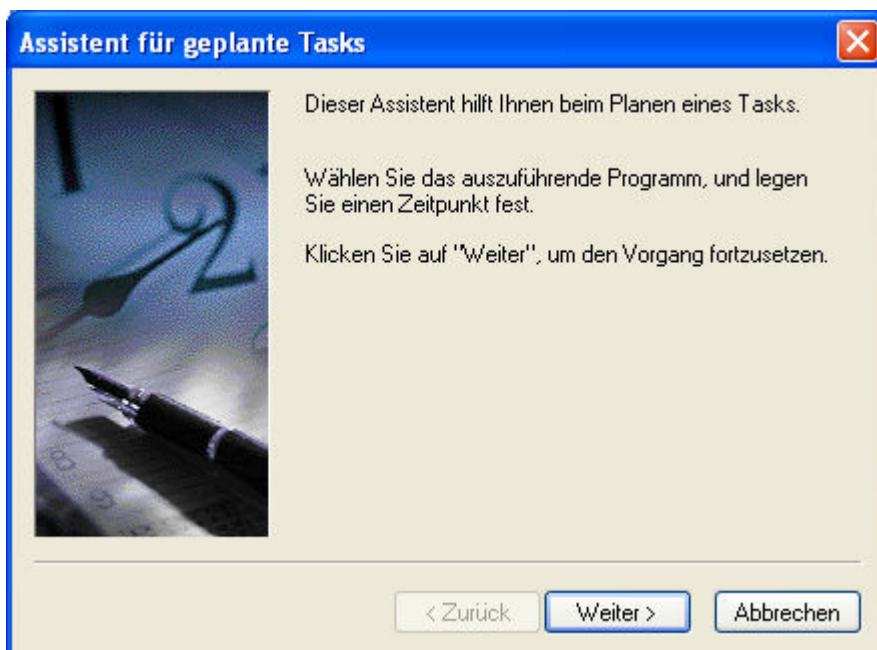 Assistent für geplante Tasks
Dieser Assistent hilft Ihnen beim Planen eines Tasks.
Wählen Sie das auszuführende Programm, und legen
Sie einen Zeitpunkt fest.
Klicken Sie auf "Weiter", um den Vorgang fortzusetzen.
< Zurück Weiter > Abbrechen